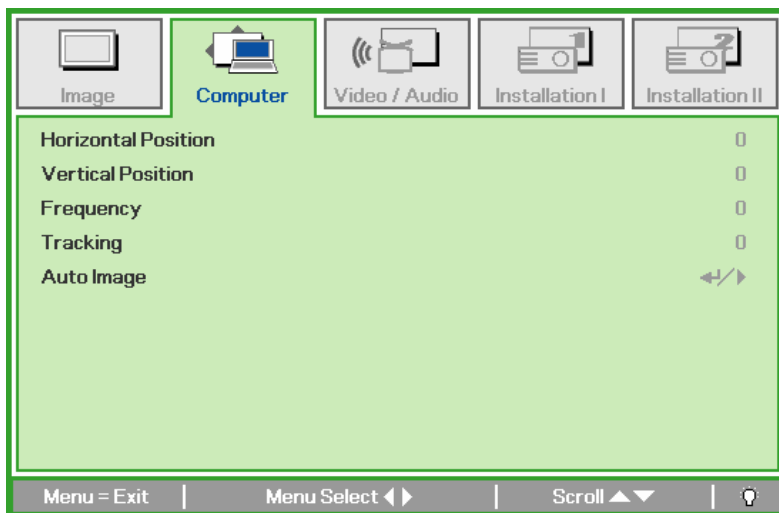 Image Computer Video / Audio Installation I Installation II
Horizontal Position 0
Vertical Position 0
Frequency 0
Tracking 0
Auto Image
Menu = Exit Menu Select Scroll